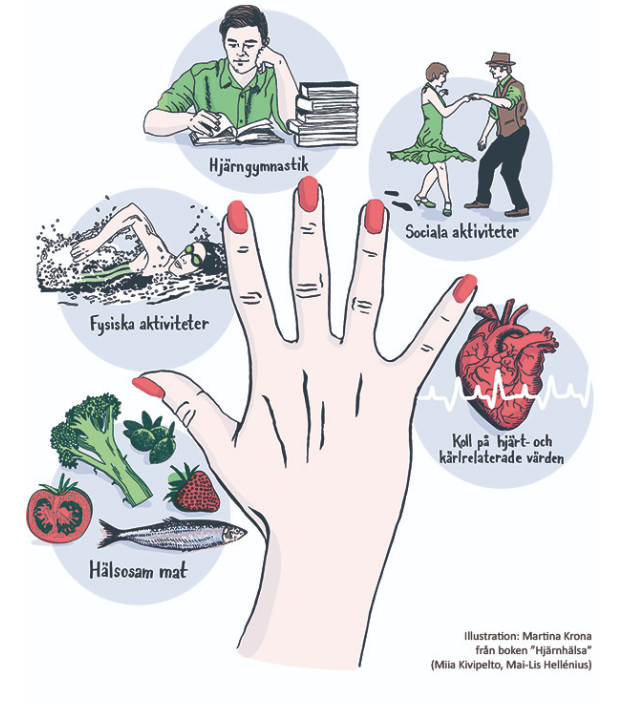 Hjärngymnastik
Sociala aktiviteter
Fysiska aktiviteter
Koll på hjärt- och
kärlrelaterade värden
Hälsosam mat
Illustration: Martina Krona
från boken ”Hjärnhälsa”
(Miia Kivipelto, Mai-Lis Hellénius)